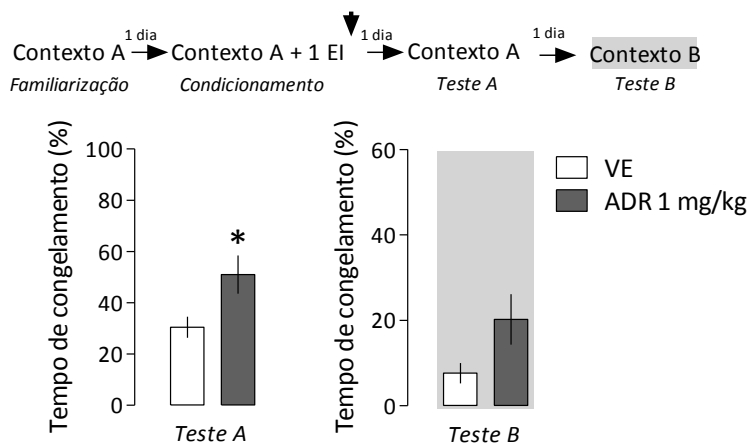 1 dia 1 dia 1 dia
Contexto A Contexto A + 1 EI Contexto A Contexto B
Familiarização Condicionamento Teste A Teste B
Tempo de congelamento (%)
100
80
60
40
20
0
*
Teste A
Tempo de congelamento (%)
60
40
20
0
Teste B
VE
ADR 1 mg/kg